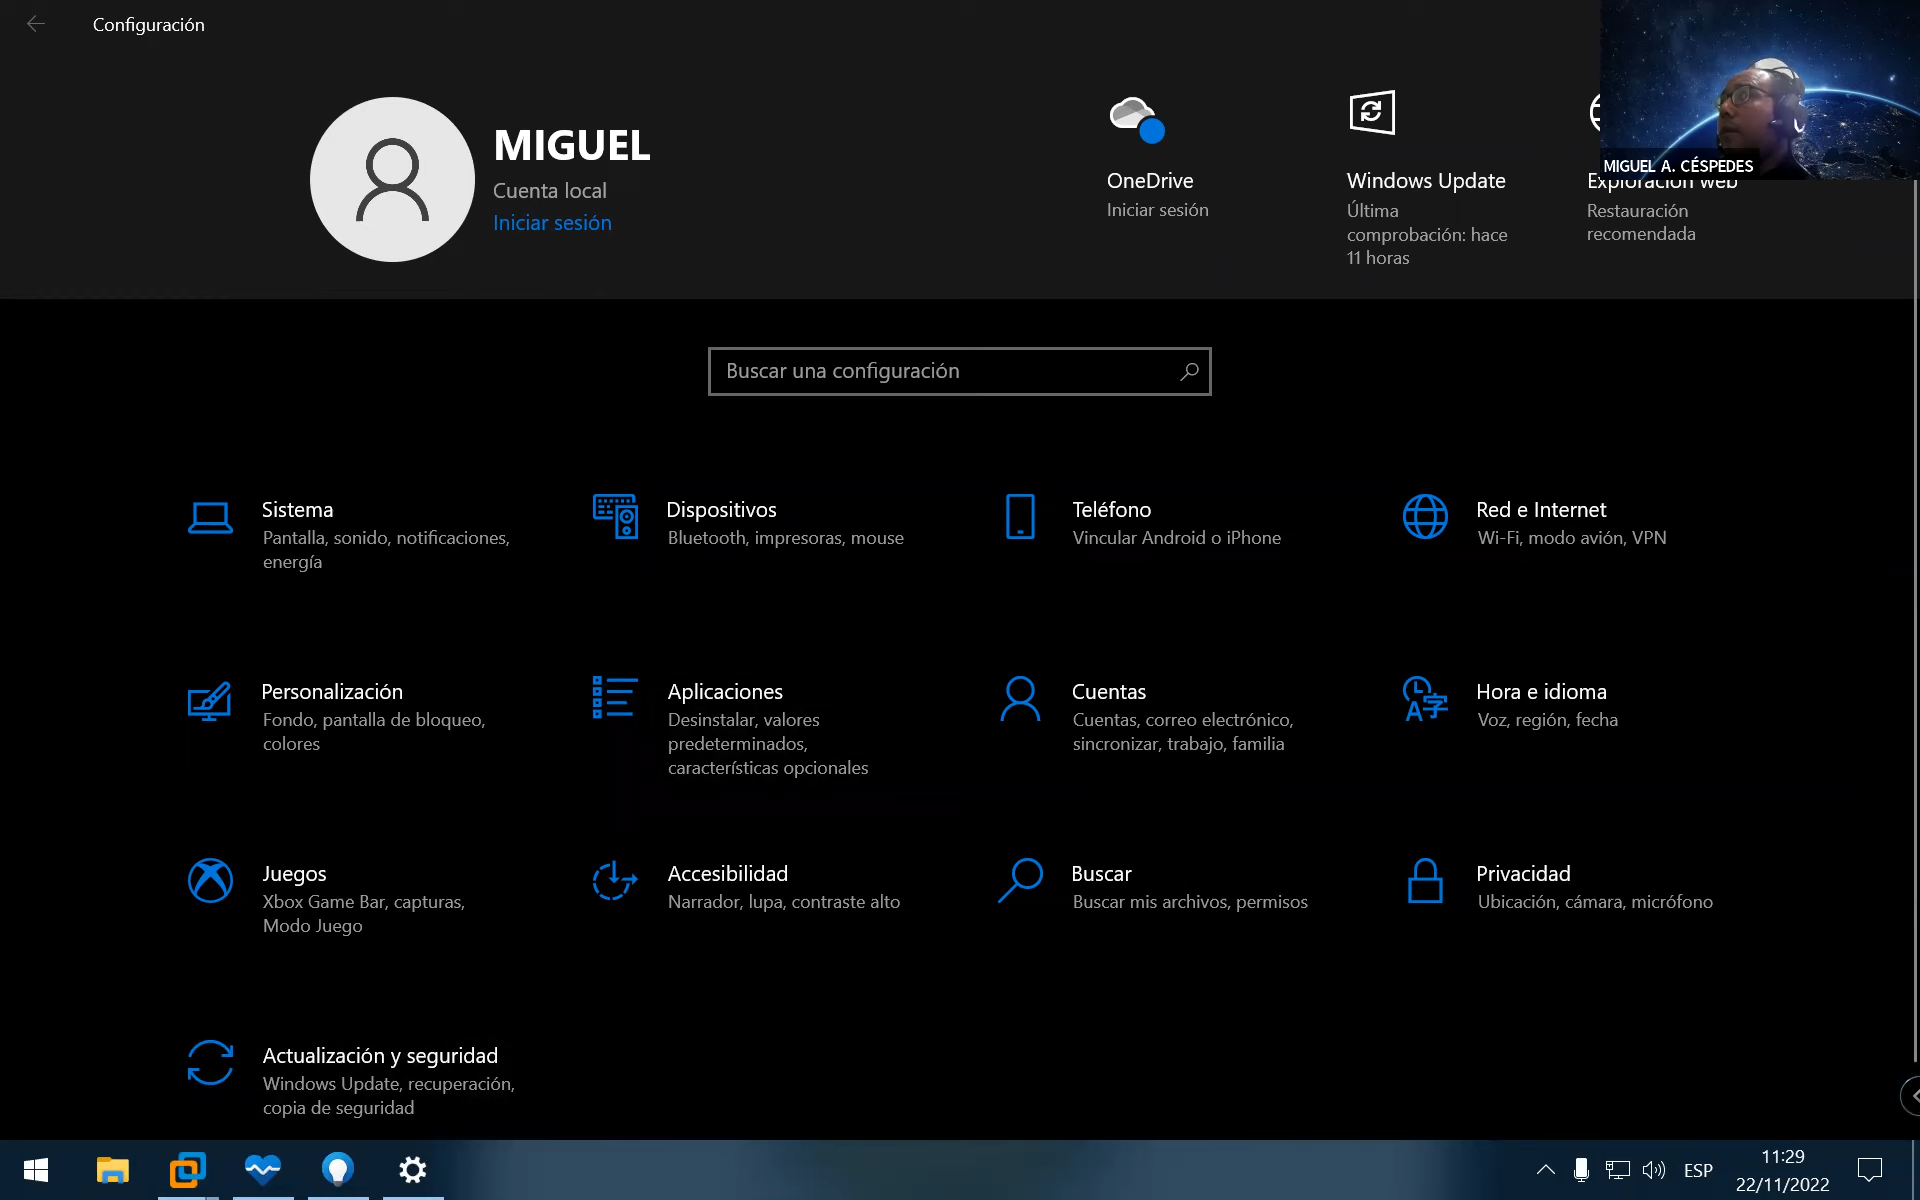 Configuración
MIGUEL
Cuenta local
Iniciar sesión
OneDrive
Iniciar sesión
Windows Update
Última
comprobación: hace
11 horas
MIGUEL A. CÉSPEDES
Exploración web
Restauración
recomendada
Buscar una configuración
Sistema
Pantalla, sonido, notificaciones,
energía
Dispositivos
Bluetooth, impresoras, mouse
Teléfono
Vincular Android o iPhone
Red e Internet
Wi-Fi, modo avión, VPN
Personalización
Fondo, pantalla de bloqueo,
colores
Aplicaciones
Desinstalar, valores
predeterminados,
características opcionales
Cuentas
Cuentas, correo electrónico,
sincronizar, trabajo, familia
Hora e idioma
Voz, región, fecha
Juegos
Xbox Game Bar, capturas,
Modo Juego
Accesibilidad
Narrador, lupa, contraste alto
Buscar
Buscar mis archivos, permisos
Privacidad
Ubicación, cámara, micrófono
Actualización y seguridad
Windows Update, recuperación,
copia de seguridad
ESP
11:29
22/11/2022